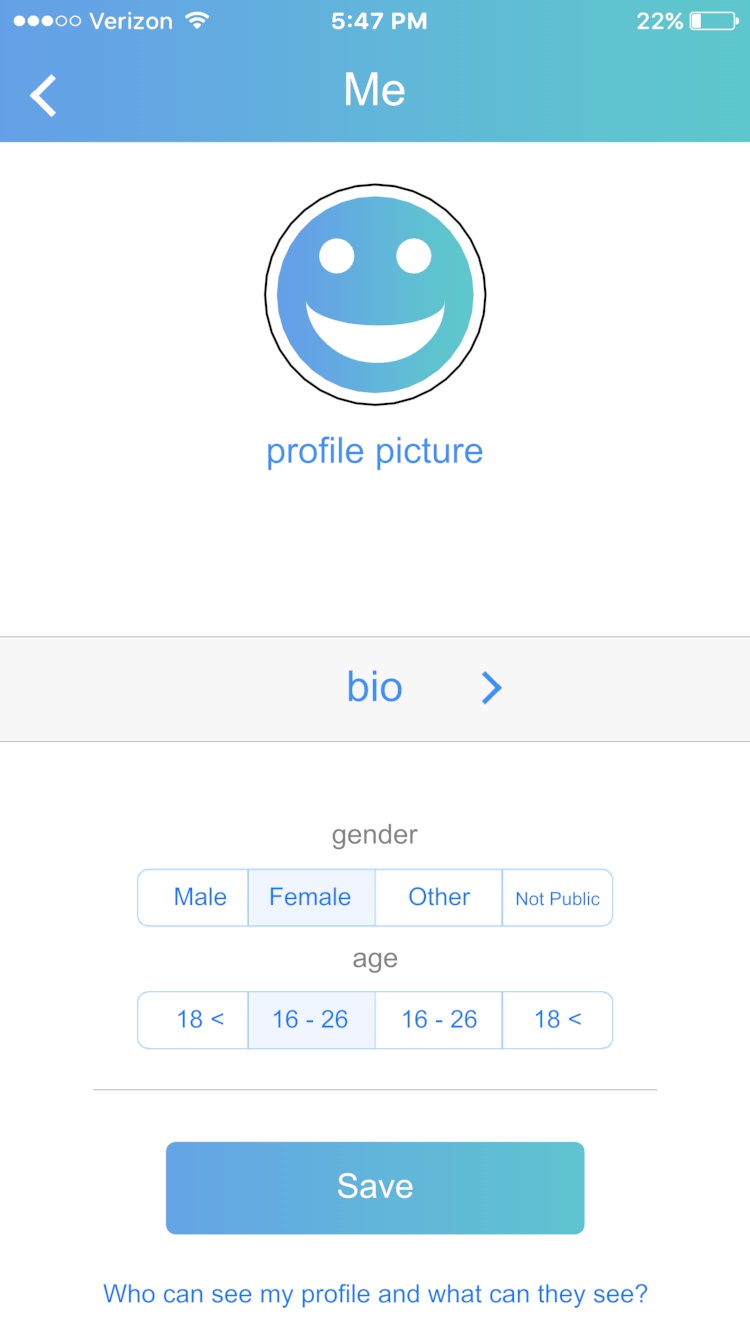 Verizon 5:47 PM 22%
Me
profile picture
bio
gender
Male Female Other Not Public
age
18 < 16 - 26 16 - 26 18 <
Save
Who can see my profile and what can they see?